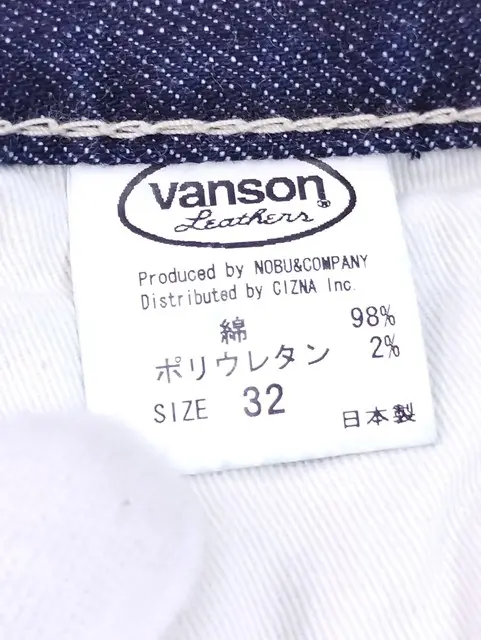 vanson®
Leathers
Produced by NOBU&COMPANY
Distributed by CIZNA Inc.
綿 98%
ポリウレタン 2%
SIZE 32 日本製